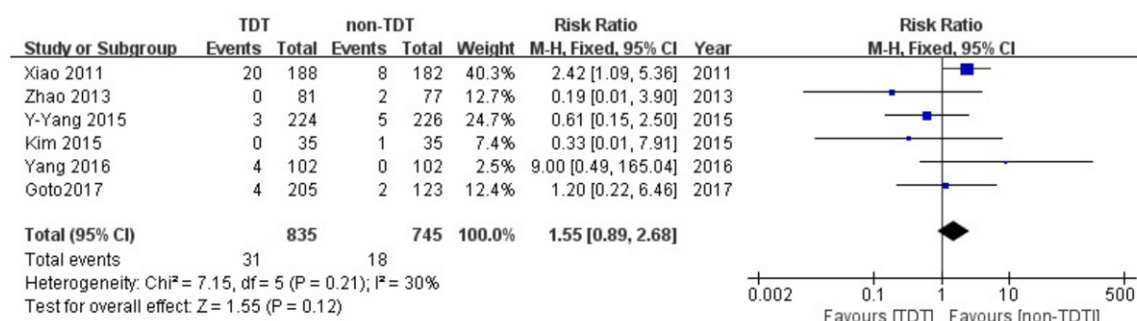 TDT non-TDT Risk Ratio Risk Ratio
Study or Subgroup Events Total Events Total Weight M-H, Fixed, 95% CI Year M-H, Fixed, 95% CI
Xiao 2011 20 188 8 182 40.3% 2.42 [1.09, 5.36] 2011
Zhao 2013 0 81 2 77 12.7% 0.19 [0.01, 3.90] 2013
Y-Yang 2015 3 224 5 226 24.7% 0.61 [0.15, 2.50] 2015
Kim 2015 0 35 1 35 7.4% 0.33 [0.01, 7.91] 2015
Yang 2016 4 102 0 102 2.5% 9.00 [0.49, 165.04] 2016
Goto2017 4 205 2 123 12.4% 1.20 [0.22, 6.46] 2017
Total (95% CI) 835 745 100.0% 1.55 [0.89, 2.68]
Total events 31 18
Heterogeneity: Chi² = 7.15, df = 5 (P = 0.21); I² = 30%
Test for overall effect: Z = 1.55 (P = 0.12)
0.002 0.1 1 10 500
Favours [TDT] Favours [non-TDT]]